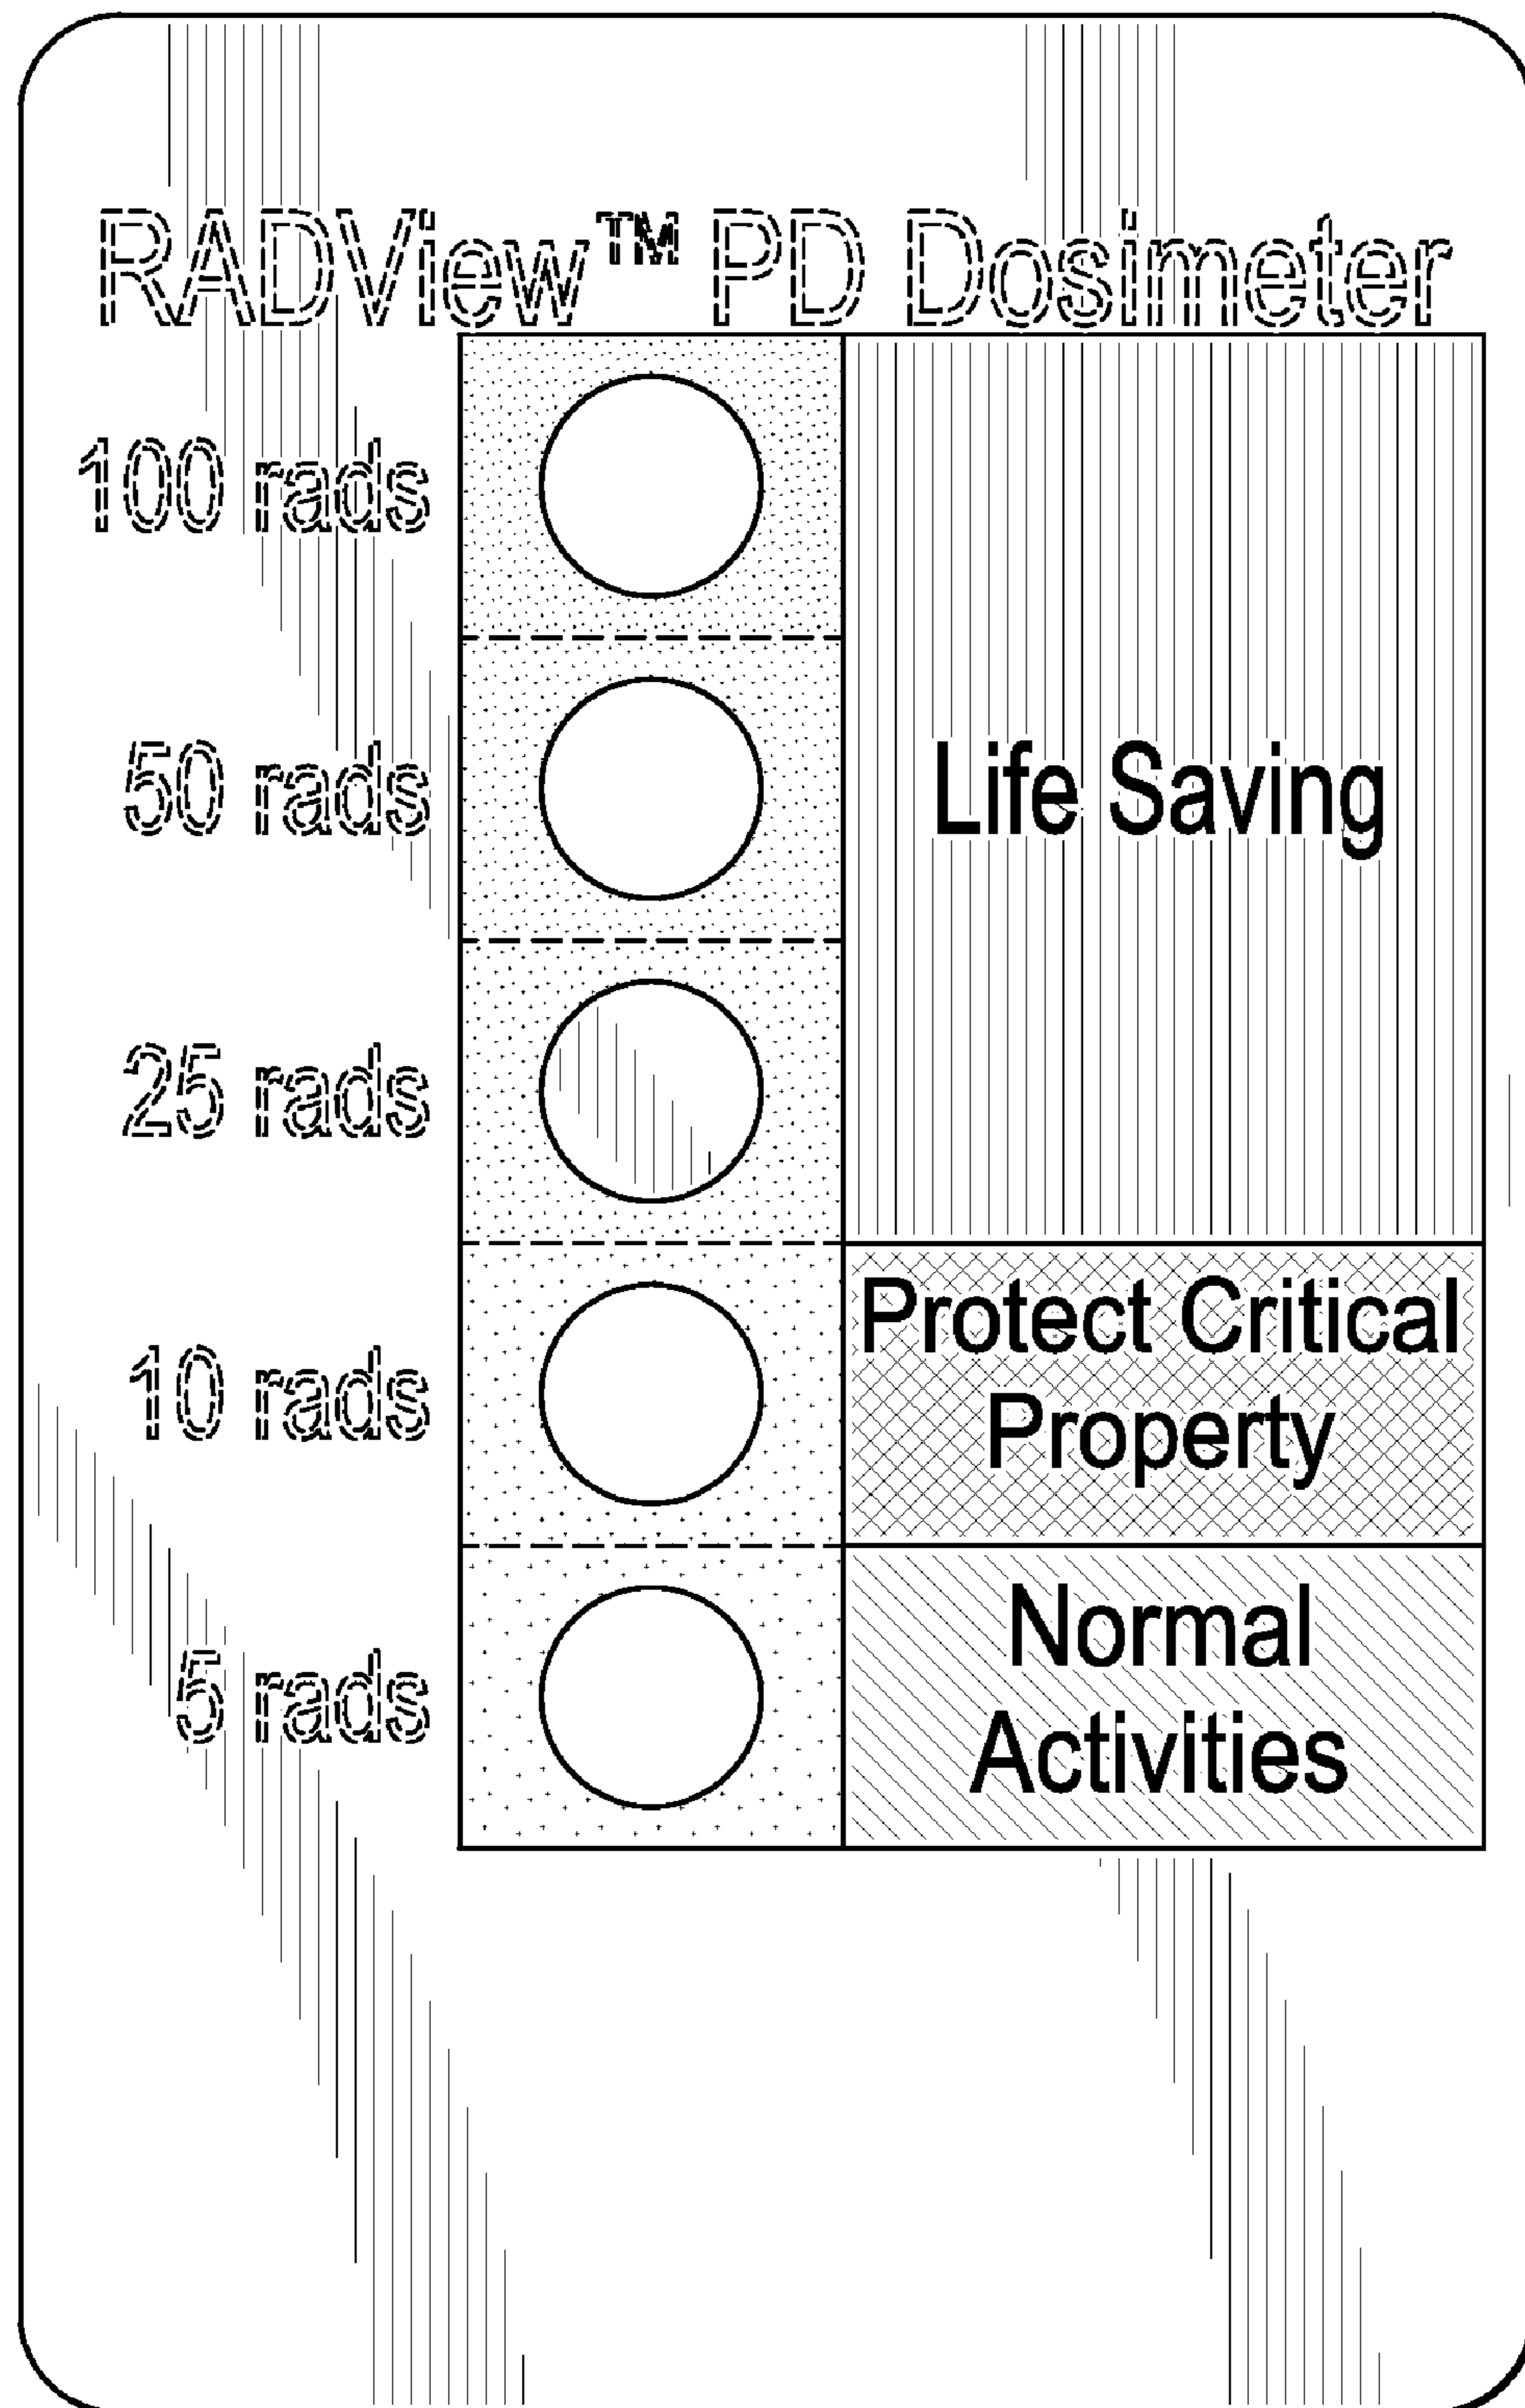 RADView™ PD Dosimeter
100 rads
50 rads
Life Saving
25 rads
10 rads
Protect Critical
Property
5 rads
Normal
Activities